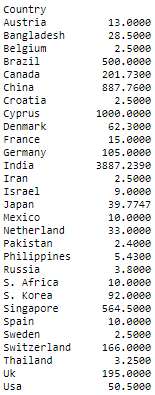 Country
Austria 13.0000
Bangladesh 28.5000
Belgium 2.5000
Brazil 500.0000
Canada 201.7300
China 887.7600
Croatia 2.5000
Cyprus 1000.0000
Denmark 62.3000
France 15.0000
Germany 105.0000
India 3887.2390
Iran 2.5000
Israel 9.0000
Japan 39.7747
Mexico 10.0000
Netherland 33.0000
Pakistan 2.4000
Philippines 5.4300
Russia 3.8000
S. Africa 10.0000
S. Korea 92.0000
Singapore 564.5000
Spain 10.0000
Sweden 2.5000
Switzerland 166.0000
Thailand 3.2500
Uk 195.0000
Usa 50.5000